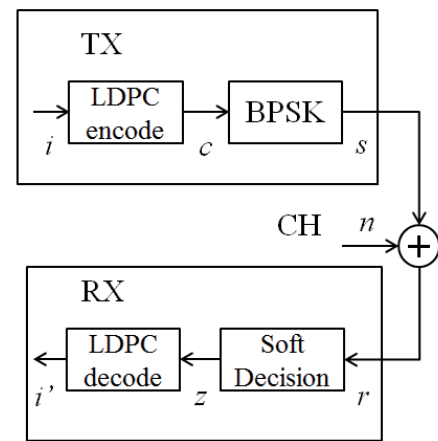 TX
LDPC
encode
BPSK
i
c
s
CH
n
+
RX
LDPC
decode
Soft
Decision
i’
z
r